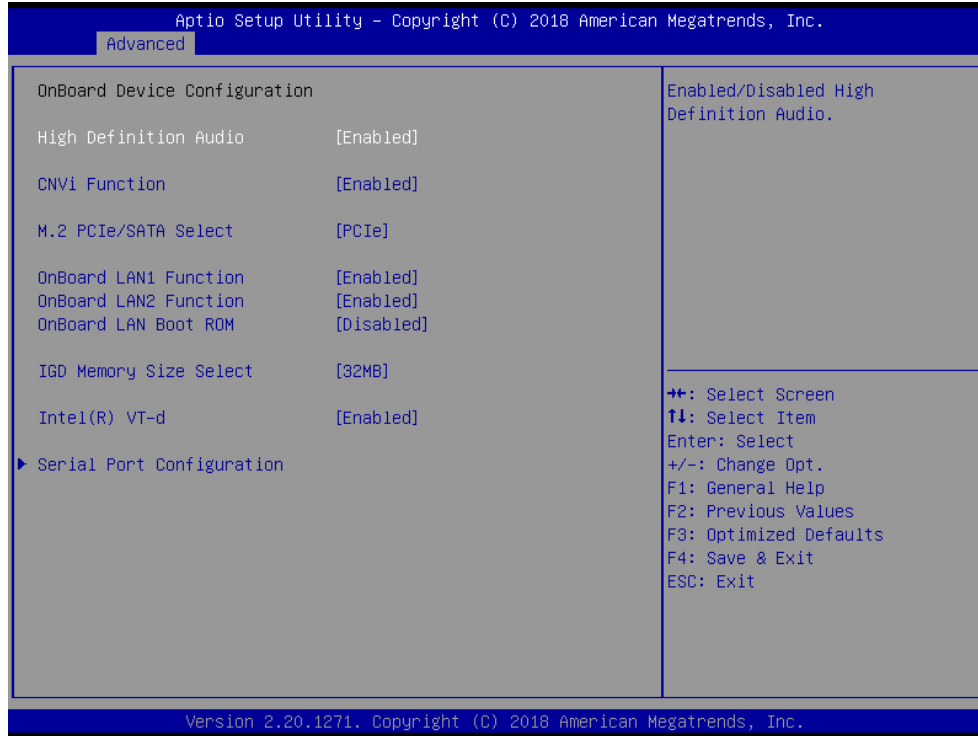 Aptio Setup Utility – Copyright (C) 2018 American Megatrends, Inc.
Advanced
OnBoard Device Configuration
High Definition Audio [Enabled]
CNVi Function [Enabled]
M.2 PCIe/SATA Select [PCIe]
OnBoard LAN1 Function [Enabled]
OnBoard LAN2 Function [Enabled]
OnBoard LAN Boot ROM [Disabled]
IGD Memory Size Select [32MB]
Intel(R) VT-d [Enabled]
Serial Port Configuration
Enabled/Disabled High
Definition Audio.
→←: Select Screen
↑↓: Select Item
Enter: Select
+/-: Change Opt.
F1: General Help
F2: Previous Values
F3: Optimized Defaults
F4: Save & Exit
ESC: Exit
Version 2.20.1271. Copyright (C) 2018 American Megatrends, Inc.